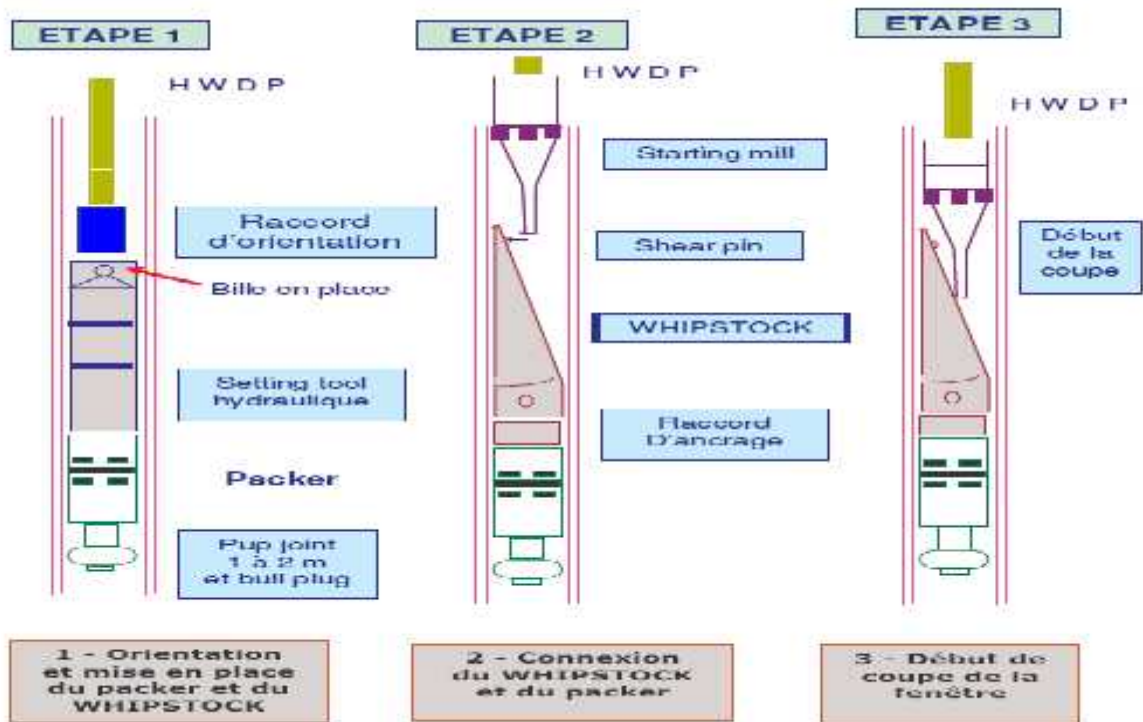 ETAPE 1
H W D P
Raccord
d'orientation
Bille en place
Setting tool
hydraulique
Packer
Pup joint
1 à 2 m
et bull plug
1 - Orientation
et mise en place
du packer et du
WHIPSTOCK
ETAPE 2
H W D P
Starting mill
Shear pin
WHIPSTOCK
Raccord
D'ancrage
2 - Connexion
du WHIPSTOCK
et du packer
ETAPE 3
H W D P
Début
de la
coupe
3 - Début de
coupe de la
fenêtre